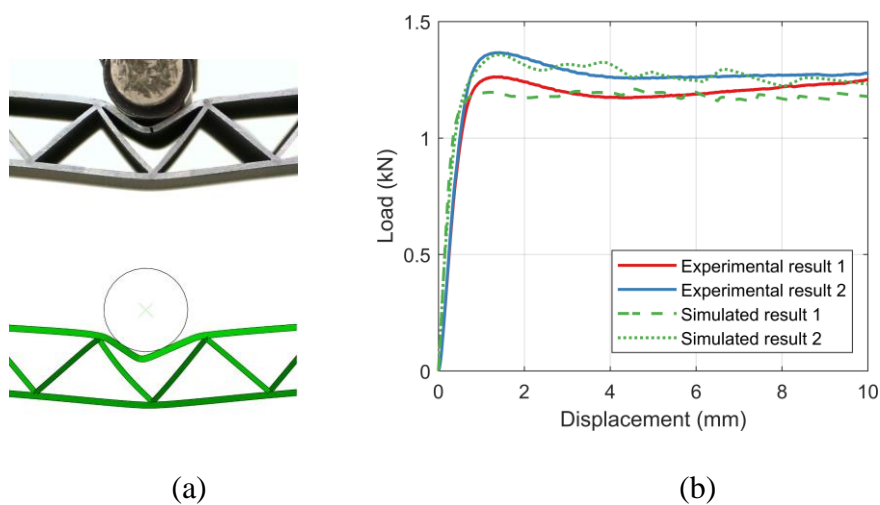 1.5
1
0.5
0
Load (kN)
Experimental result 1
Experimental result 2
Simulated result 1
Simulated result 2
0 2 4 6 8 10
Displacement (mm)
(a) (b)